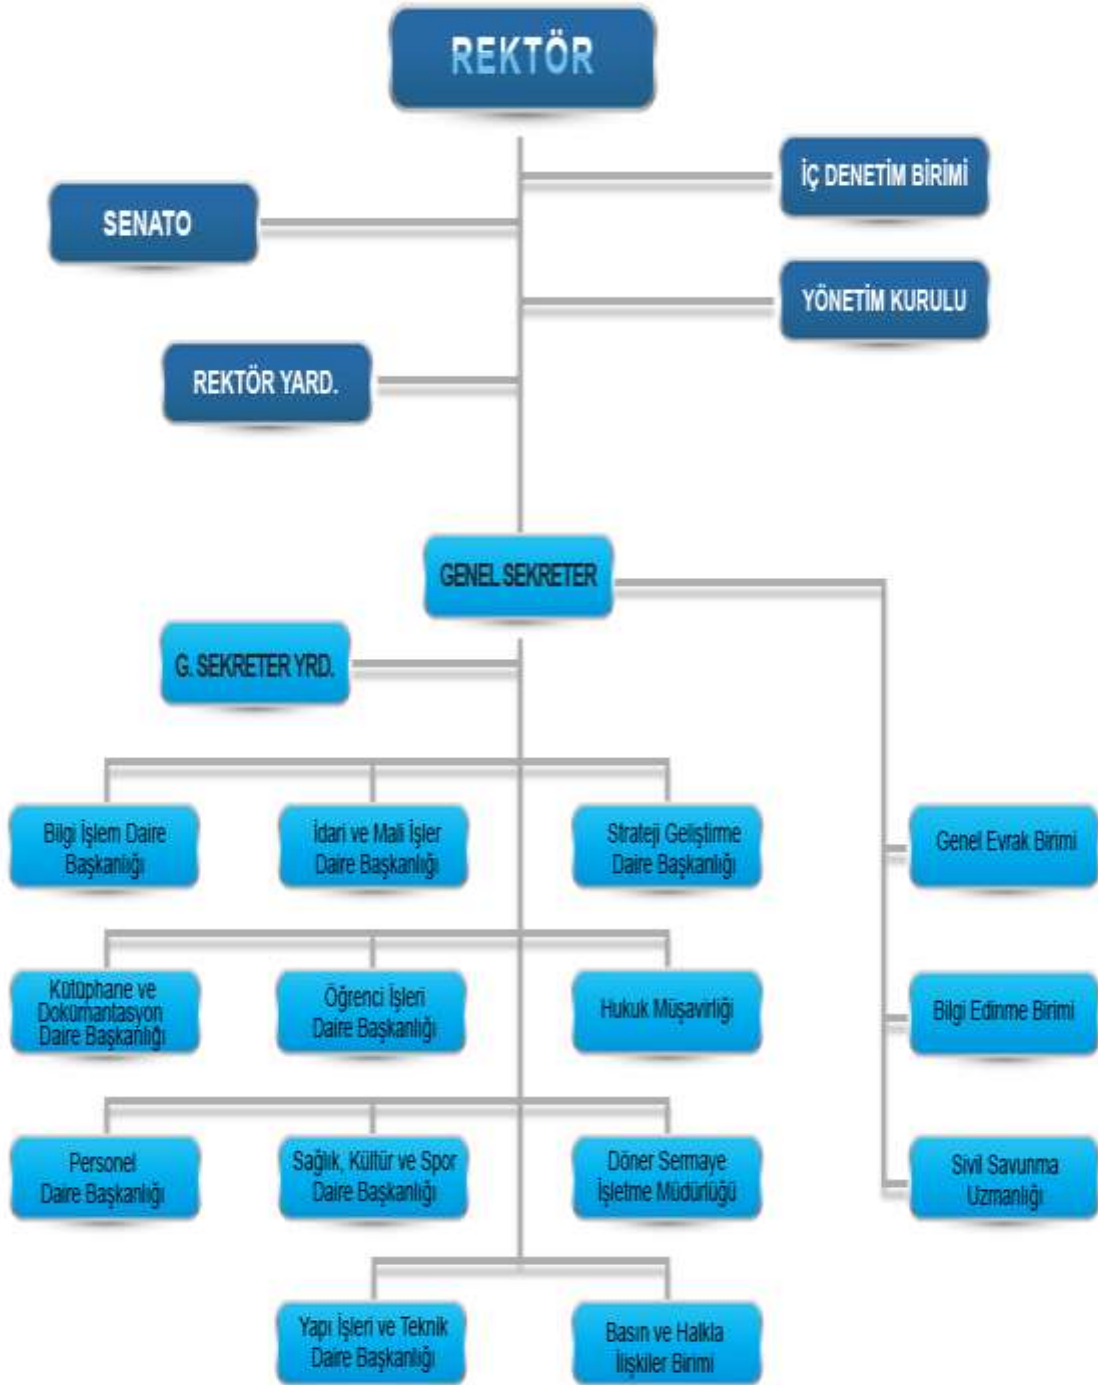 REKTÖR
İÇ DENETİM BİRİMİ
SENATO
YÖNETİM KURULU
REKTÖR YARD.
GENEL SEKRETER
G. SEKRETER YRD.
Bilgi İşlem Daire
Başkanlığı
İdari ve Mali İşler
Daire Başkanlığı
Strateji Geliştirme
Daire Başkanlığı
Genel Evrak Birimi
Kütüphane ve
Dokümantasyon
Daire Başkanlığı
Öğrenci İşleri
Daire Başkanlığı
Hukuk Müşavirliği
Bilgi Edinme Birimi
Personel
Daire Başkanlığı
Sağlık, Kültür ve Spor
Daire Başkanlığı
Döner Sermaye
İşletme Müdürlüğü
Sivil Savunma
Uzmanlığı
Yapı İşleri ve Teknik
Daire Başkanlığı
Basın ve Halkla
İlişkiler Birimi